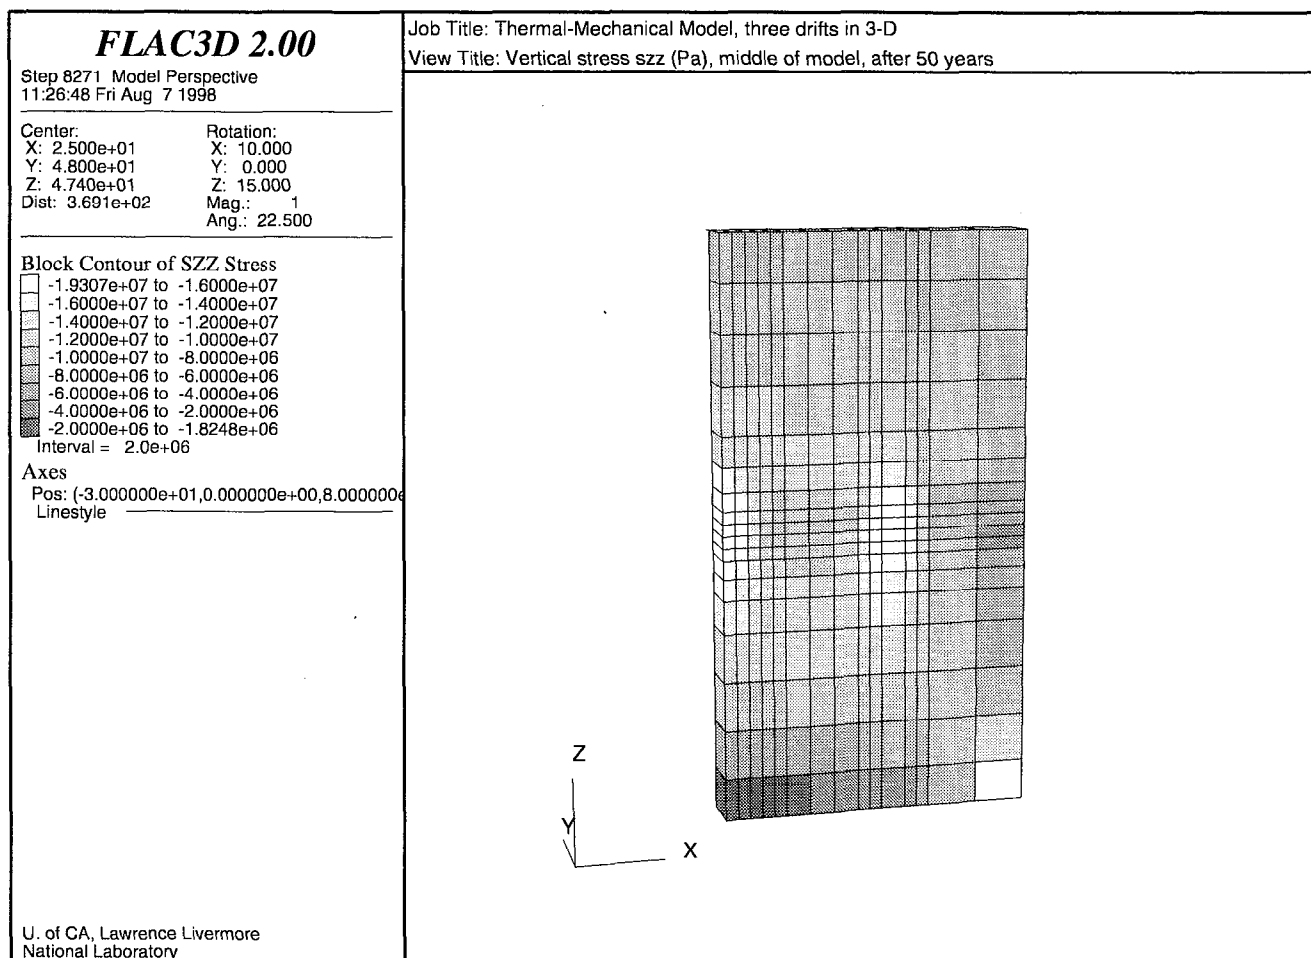 FLAC3D 2.00
Step 8271 Model Perspective
11:26:48 Fri Aug 7 1998
Center:
X: 2.500e+01
Y: 4.800e+01
Z: 4.740e+01
Dist: 3.691e+02
Rotation:
X: 10.000
Y: 0.000
Z: 15.000
Mag.: 1
Ang.: 22.500
Block Contour of SZZ Stress
-1.9307e+07 to -1.6000e+07
-1.6000e+07 to -1.4000e+07
-1.4000e+07 to -1.2000e+07
-1.2000e+07 to -1.0000e+07
-1.0000e+07 to -8.0000e+06
-8.0000e+06 to -6.0000e+06
-6.0000e+06 to -4.0000e+06
-4.0000e+06 to -2.0000e+06
-2.0000e+06 to -1.8248e+06
Interval = 2.0e+06
Axes
Pos: (-3.000000e+01,0.000000e+00,8.000000e
Linestyle
U. of CA, Lawrence Livermore
National Laboratory
Job Title: Thermal-Mechanical Model, three drifts in 3-D
View Title: Vertical stress szz (Pa), middle of model, after 50 years
Z
Y
X